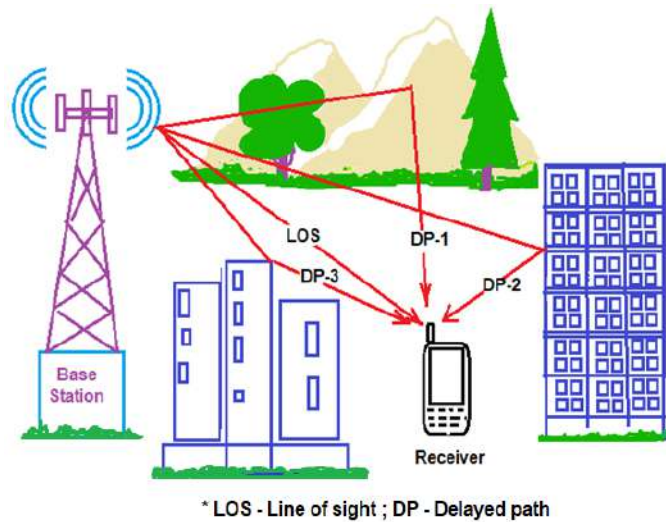 LOS
DP-1
DP-3
DP-2
Base
Station
Receiver
* LOS - Line of sight ; DP - Delayed path